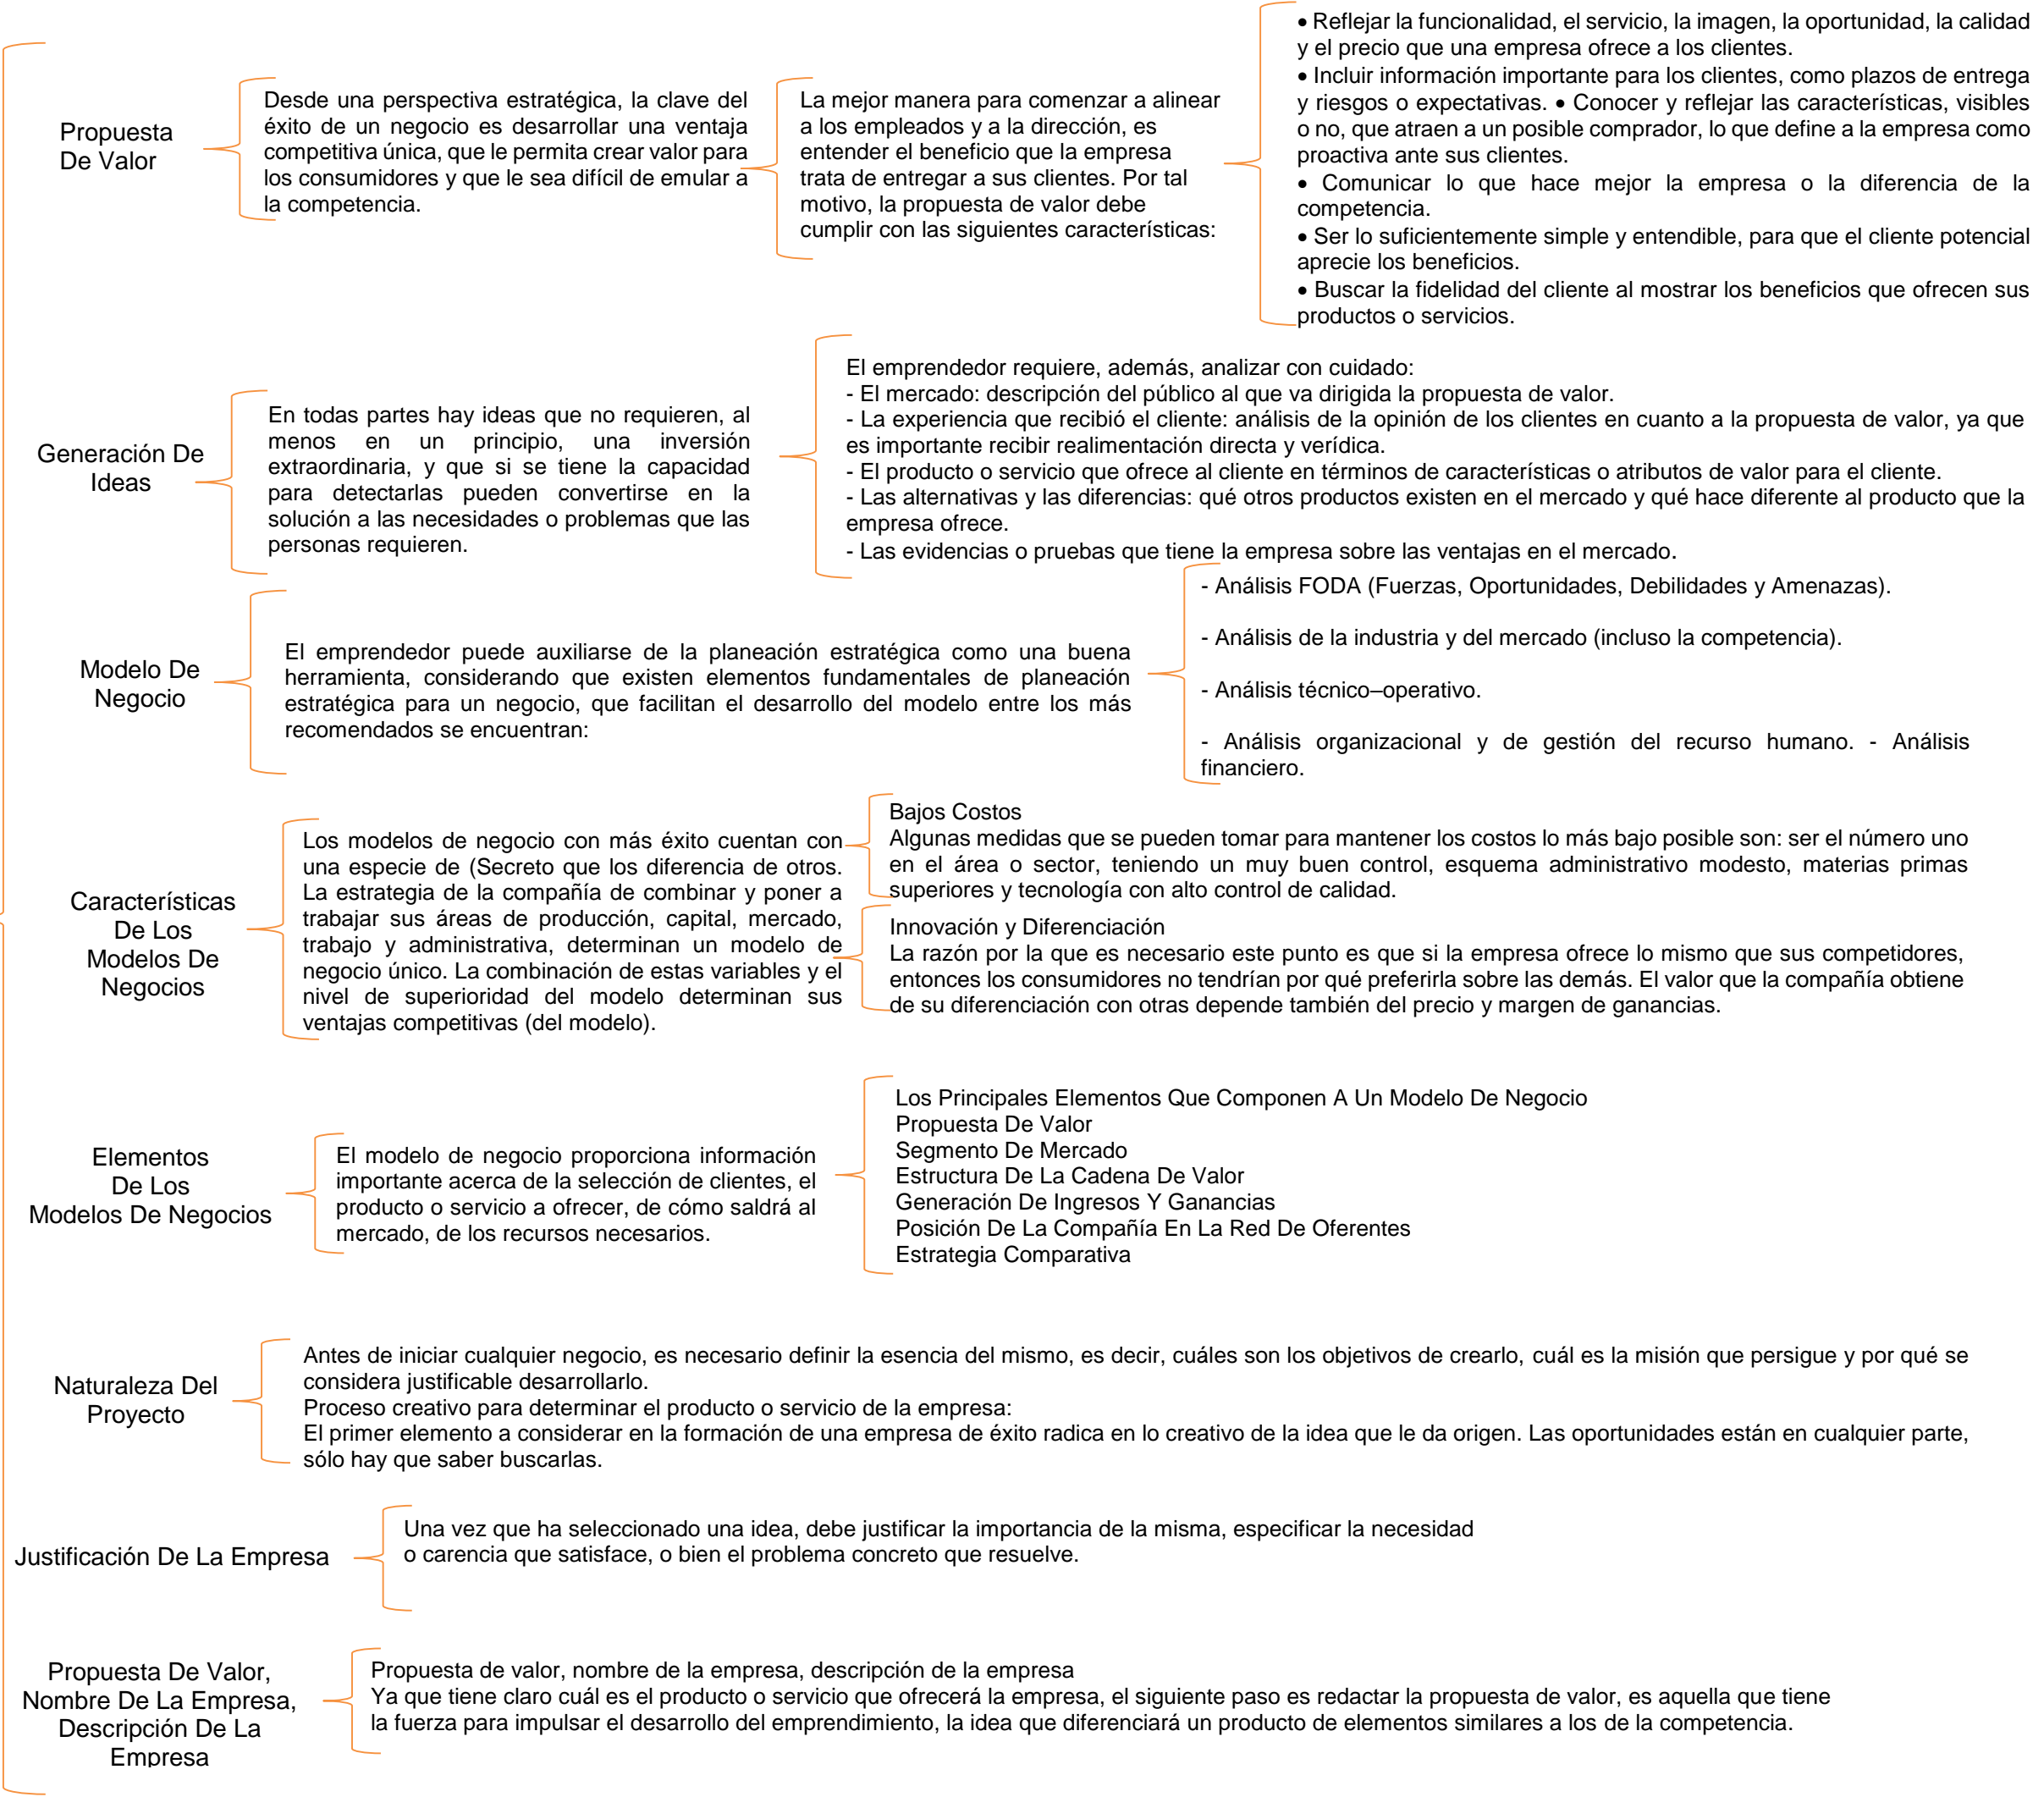 Propuesta
De Valor
Desde una perspectiva estratégica, la clave del
éxito de un negocio es desarrollar una ventaja
competitiva única, que le permita crear valor para
los consumidores y que le sea difícil de emular a
la competencia.
La mejor manera para comenzar a alinear
a los empleados y a la dirección, es
entender el beneficio que la empresa
trata de entregar a sus clientes. Por tal
motivo, la propuesta de valor debe
cumplir con las siguientes características:
• Reflejar la funcionalidad, el servicio, la imagen, la oportunidad, la calidad
y el precio que una empresa ofrece a los clientes.
• Incluir información importante para los clientes, como plazos de entrega
y riesgos o expectativas. • Conocer y reflejar las características, visibles
o no, que atraen a un posible comprador, lo que define a la empresa como
proactiva ante sus clientes.
• Comunicar lo que hace mejor la empresa o la diferencia de la
competencia.
• Ser lo suficientemente simple y entendible, para que el cliente potencial
aprecie los beneficios.
• Buscar la fidelidad del cliente al mostrar los beneficios que ofrecen sus
productos o servicios.
Generación De
Ideas
En todas partes hay ideas que no requieren, al
menos en un principio, una inversión
extraordinaria, y que si se tiene la capacidad
para detectarlas pueden convertirse en la
solución a las necesidades o problemas que las
personas requieren.
El emprendedor requiere, además, analizar con cuidado:
- El mercado: descripción del público al que va dirigida la propuesta de valor.
- La experiencia que recibió el cliente: análisis de la opinión de los clientes en cuanto a la propuesta de valor, ya que
es importante recibir realimentación directa y verídica.
- El producto o servicio que ofrece al cliente en términos de características o atributos de valor para el cliente.
- Las alternativas y las diferencias: qué otros productos existen en el mercado y qué hace diferente al producto que la
empresa ofrece.
- Las evidencias o pruebas que tiene la empresa sobre las ventajas en el mercado.
Modelo De
Negocio
El emprendedor puede auxiliarse de la planeación estratégica como una buena
herramienta, considerando que existen elementos fundamentales de planeación
estratégica para un negocio, que facilitan el desarrollo del modelo entre los más
recomendados se encuentran:
- Análisis FODA (Fuerzas, Oportunidades, Debilidades y Amenazas).
- Análisis de la industria y del mercado (incluso la competencia).
- Análisis técnico–operativo.
- Análisis organizacional y de gestión del recurso humano. - Análisis
financiero.
Características
De Los
Modelos De
Negocios
Los modelos de negocio con más éxito cuentan con
una especie de (Secreto que los diferencia de otros.
La estrategia de la compañía de combinar y poner a
trabajar sus áreas de producción, capital, mercado,
trabajo y administrativa, determinan un modelo de
negocio único. La combinación de estas variables y el
nivel de superioridad del modelo determinan sus
ventajas competitivas (del modelo).
Bajos Costos
Algunas medidas que se pueden tomar para mantener los costos lo más bajo posible son: ser el número uno
en el área o sector, teniendo un muy buen control, esquema administrativo modesto, materias primas
superiores y tecnología con alto control de calidad.
Innovación y Diferenciación
La razón por la que es necesario este punto es que si la empresa ofrece lo mismo que sus competidores,
entonces los consumidores no tendrían por qué preferirla sobre las demás. El valor que la compañía obtiene
de su diferenciación con otras depende también del precio y margen de ganancias.
Elementos
De Los
Modelos De Negocios
El modelo de negocio proporciona información
importante acerca de la selección de clientes, el
producto o servicio a ofrecer, de cómo saldrá al
mercado, de los recursos necesarios.
Los Principales Elementos Que Componen A Un Modelo De Negocio
Propuesta De Valor
Segmento De Mercado
Estructura De La Cadena De Valor
Generación De Ingresos Y Ganancias
Posición De La Compañía En La Red De Oferentes
Estrategia Comparativa
Naturaleza Del
Proyecto
Antes de iniciar cualquier negocio, es necesario definir la esencia del mismo, es decir, cuáles son los objetivos de crearlo, cuál es la misión que persigue y por qué se
considera justificable desarrollarlo.
Proceso creativo para determinar el producto o servicio de la empresa:
El primer elemento a considerar en la formación de una empresa de éxito radica en lo creativo de la idea que le da origen. Las oportunidades están en cualquier parte,
sólo hay que saber buscarlas.
Justificación De La Empresa
Una vez que ha seleccionado una idea, debe justificar la importancia de la misma, especificar la necesidad
o carencia que satisface, o bien el problema concreto que resuelve.
Propuesta De Valor,
Nombre De La Empresa,
Descripción De La
Empresa
Propuesta de valor, nombre de la empresa, descripción de la empresa
Ya que tiene claro cuál es el producto o servicio que ofrecerá la empresa, el siguiente paso es redactar la propuesta de valor, es aquella que tiene
la fuerza para impulsar el desarrollo del emprendimiento, la idea que diferenciará un producto de elementos similares a los de la competencia.